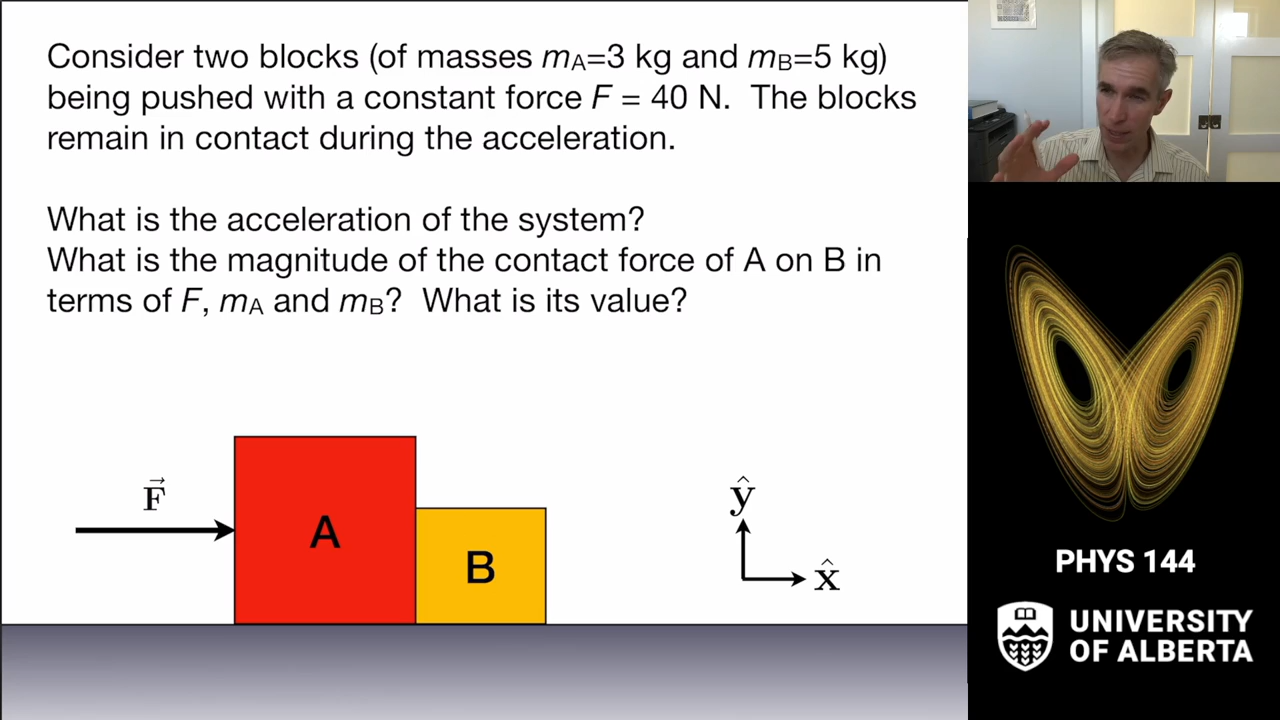 Consider two blocks (of masses mA=3 kg and mB=5 kg)
being pushed with a constant force F = 40 N. The blocks
remain in contact during the acceleration.
What is the acceleration of the system?
What is the magnitude of the contact force of A on B in
terms of F, mA and mB? What is its value?
F⃗
A
B
ŷ
x̂
PHYS 144
UNIVERSITY
OF ALBERTA